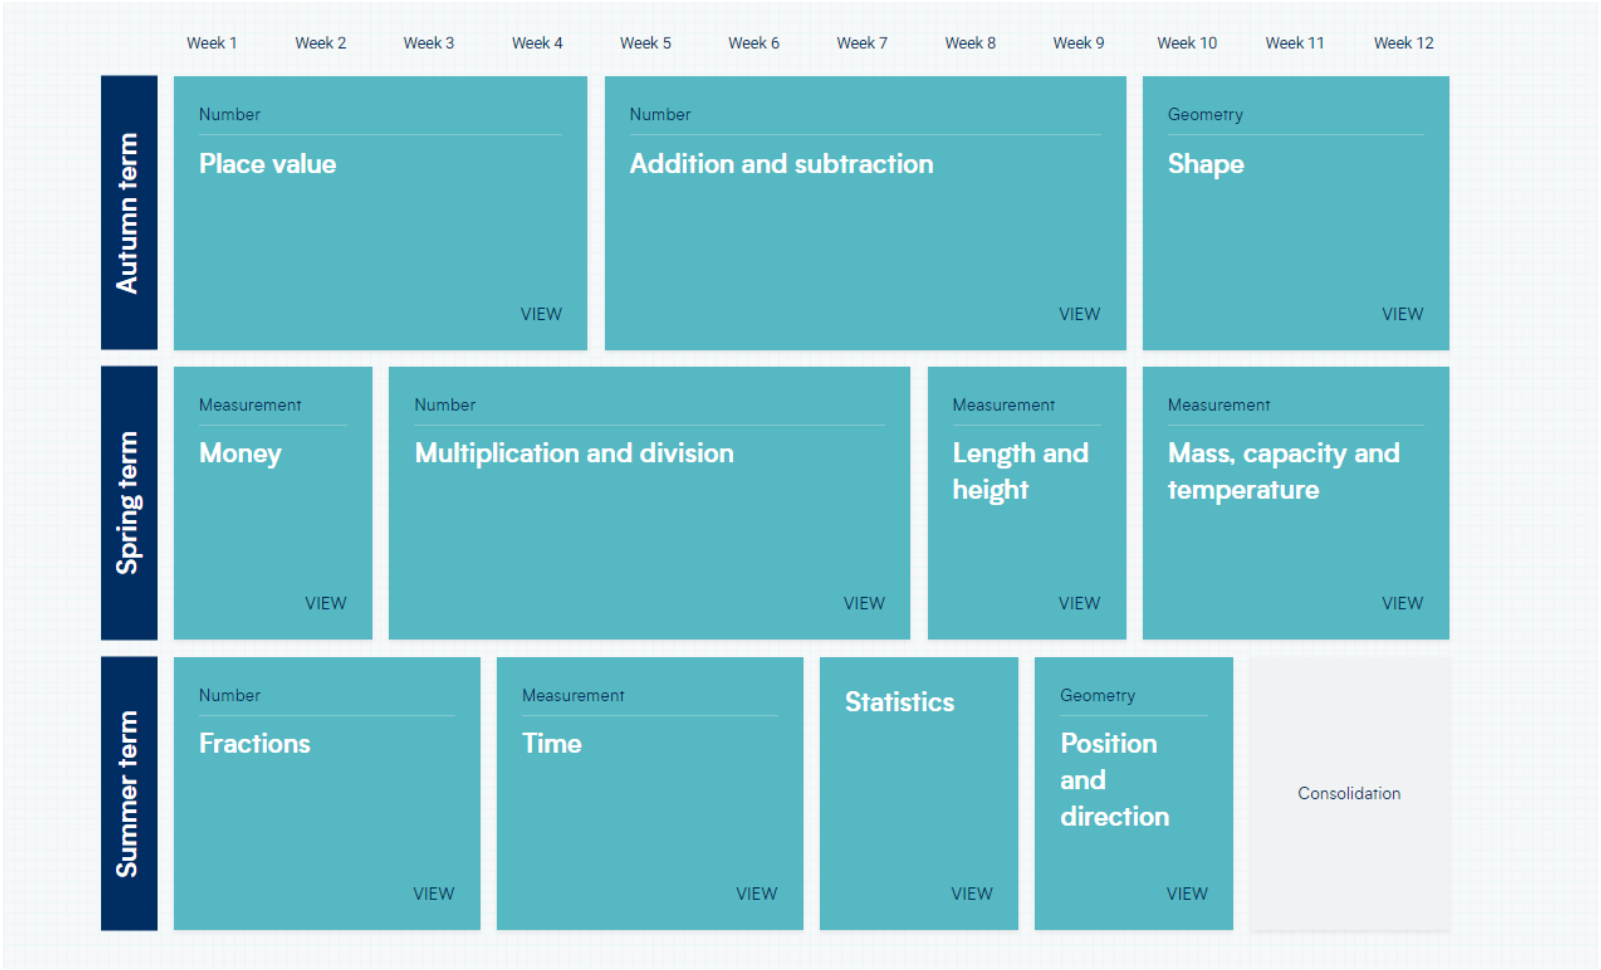 Week 1 Week 2 Week 3 Week 4 Week 5 Week 6 Week 7 Week 8 Week 9 Week 10 Week 11 Week 12
Autumn term
Number
Place value
VIEW
Number
Addition and subtraction
VIEW
Geometry
Shape
VIEW
Spring term
Measurement
Money
VIEW
Number
Multiplication and division
VIEW
Measurement
Length and
height
VIEW
Measurement
Mass, capacity and
temperature
VIEW
Summer term
Number
Fractions
VIEW
Measurement
Time
VIEW
Statistics
VIEW
Geometry
Position
and
direction
VIEW
Consolidation